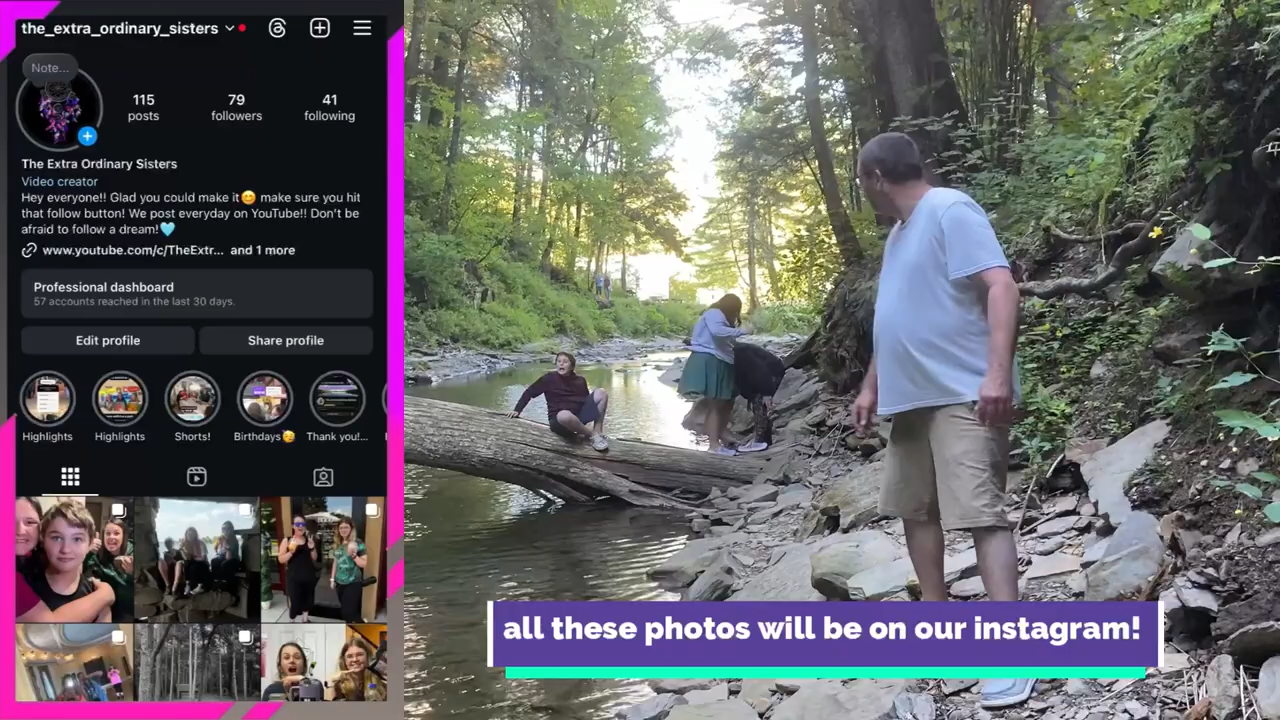 the_extra_ordinary_sisters
Note...
115
posts
79
followers
41
following
The Extra Ordinary Sisters
Video creator
Hey everyone!! Glad you could make it😊 make sure you hit
that follow button! We post everyday on YouTube!! Don't be
afraid to follow a dream!🩵
www.youtube.com/c/TheExtr... and 1 more
Professional dashboard
57 accounts reached in the last 30 days.
Edit profile
Share profile
Highlights
Highlights
Shorts!
Birthdays🥳
Thank you!...
all these photos will be on our instagram!